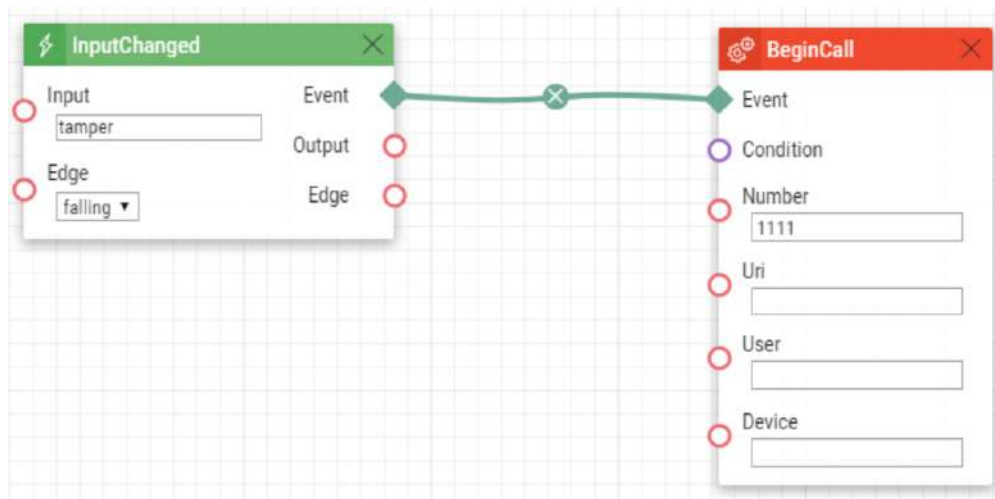 InputChanged
Input
tamper
Edge
falling
Event
Output
Edge
BeginCall
Event
Condition
Number
1111
Uri
User
Device